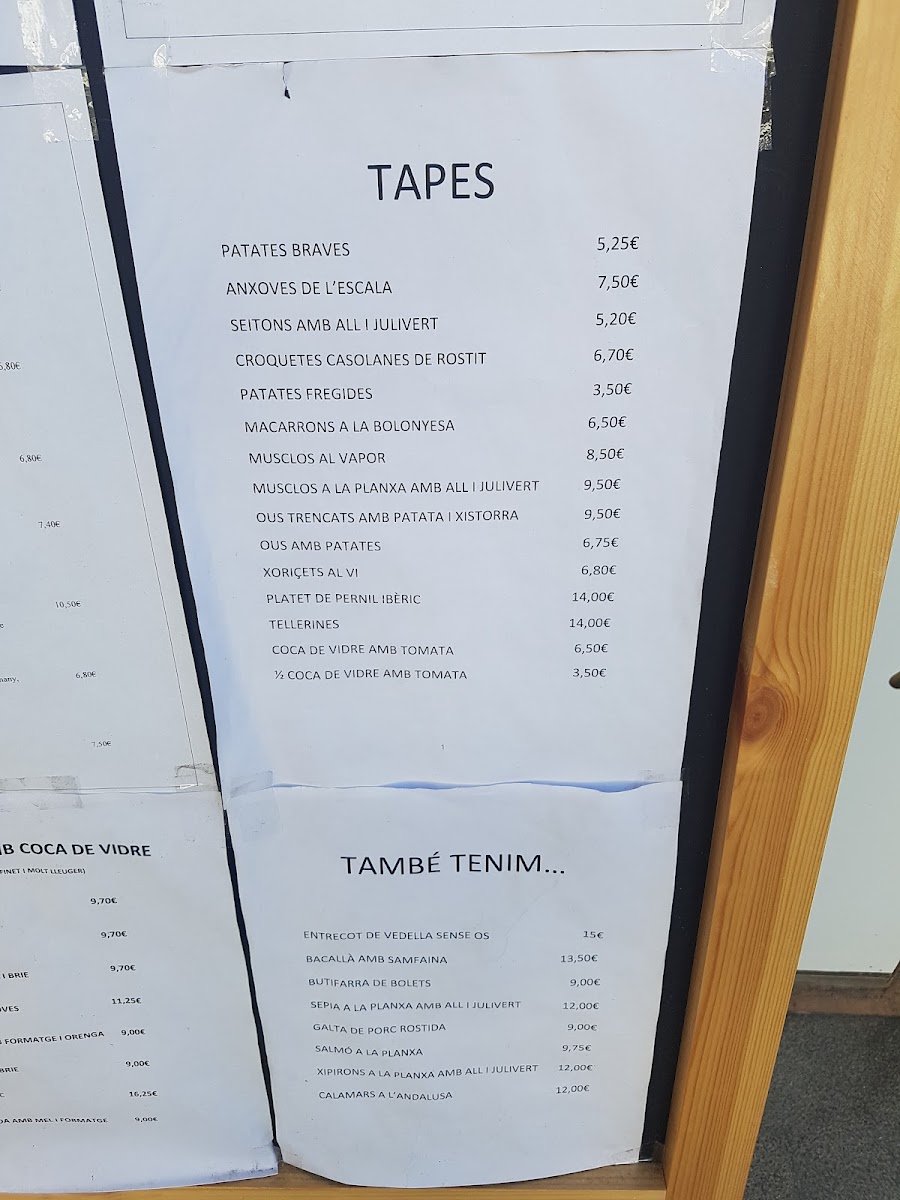 6,80€
6,80€
7,40€
10,50€
6,80€
7,50€
COCA DE VIDRE
FINET I MOLT LLEUGER)
9,70€
9,70€
I BRIE 9,70€
11,25€
FORMATGE I ORENGA 9,00€
BRIE 9,00€
16,25€
AMB MEL I FORMATGE 9,00€
TAPES
PATATES BRAVES 5,25€
ANXOVES DE L'ESCALA 7,50€
SEITONS AMB ALL I JULIVERT 5,20€
CROQUETES CASOLANES DE ROSTIT 6,70€
PATATES FREGIDES 3,50€
MACARRONS A LA BOLONYESA 6,50€
MUSCLOS AL VAPOR 8,50€
MUSCLOS A LA PLANXA AMB ALL I JULIVERT 9,50€
OUS TRENCATS AMB PATATA I XISTORRA 9,50€
OUS AMB PATATES 6,75€
XORIÇETS AL VI 6,80€
PLATET DE PERNIL IBÈRIC 14,00€
TELLERINES 14,00€
COCA DE VIDRE AMB TOMATA 6,50€
½ COCA DE VIDRE AMB TOMATA 3,50€
1
TAMBÉ TENIM...
ENTRECOT DE VEDELLA SENSE OS 15€
BACALLÀ AMB SAMFAINA 13,50€
BUTIFARRA DE BOLETS 9,00€
SEPIA A LA PLANXA AMB ALL I JULIVERT 12,00€
GALTA DE PORC ROSTIDA 9,00€
SALMÓ A LA PLANXA 9,75€
XIPIRONS A LA PLANXA AMB ALL I JULIVERT 12,00€
CALAMARS A L'ANDALUSA 12,00€